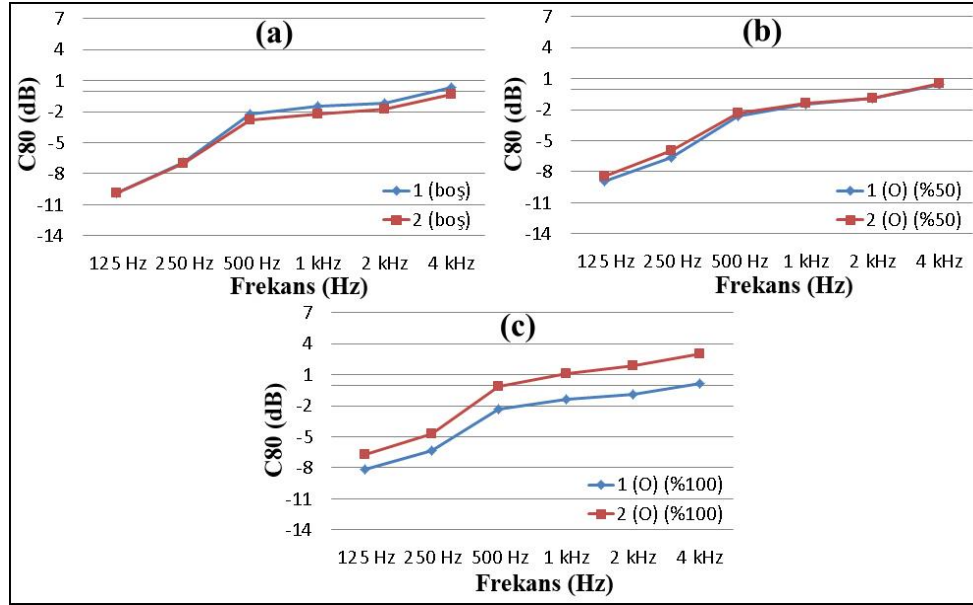 (a)
C80 (dB)
7
4
1
-2
-5
-8
-11
-14
1 (boş)
2 (boş)
125 Hz 250 Hz 500 Hz 1 kHz 2 kHz 4 kHz
Frekans (Hz)
(b)
C80 (dB)
7
4
1
-2
-5
-8
-11
-14
1 (O) (%50)
2 (O) (%50)
125 Hz 250 Hz 500 Hz 1 kHz 2 kHz 4 kHz
Frekans (Hz)
(c)
C80 (dB)
7
4
1
-2
-5
-8
-11
-14
1 (O) (%100)
2 (O) (%100)
125 Hz 250 Hz 500 Hz 1 kHz 2 kHz 4 kHz
Frekans (Hz)